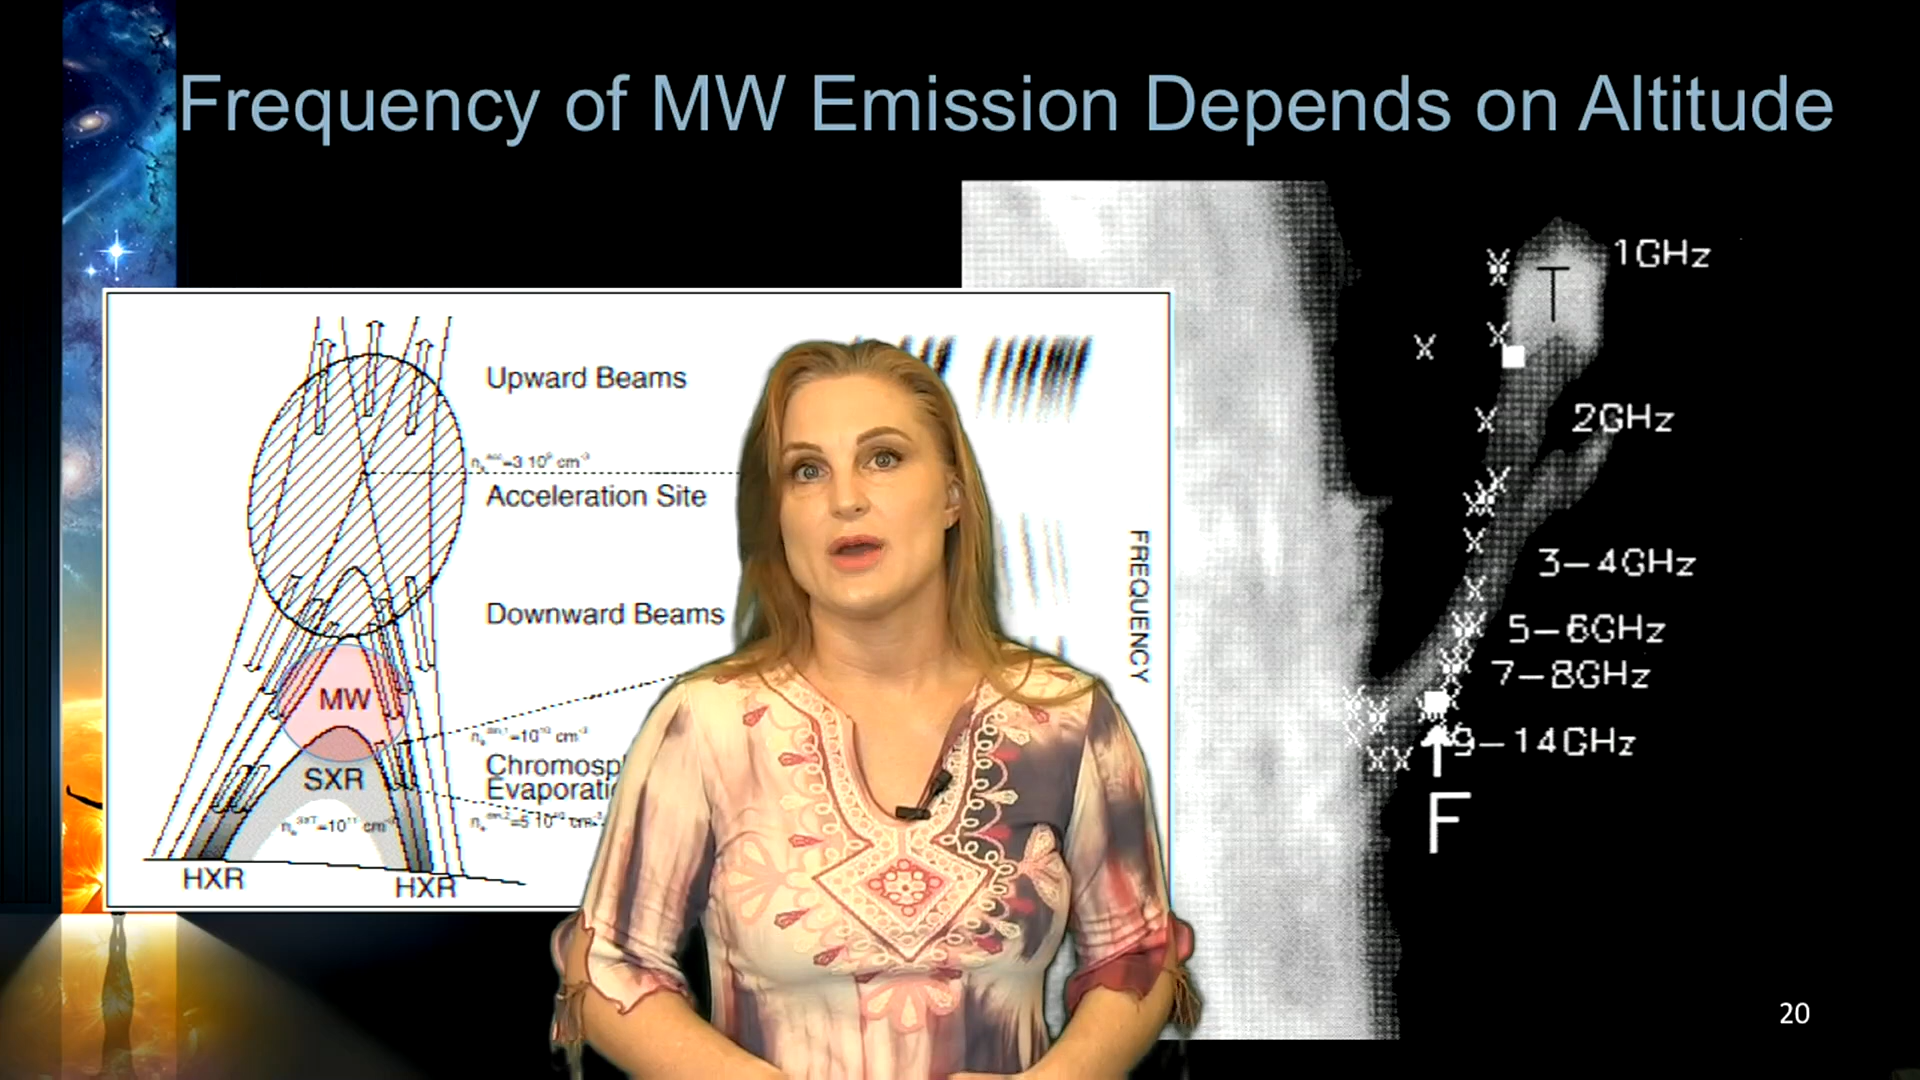 Frequency of MW Emission Depends on Altitude
Upward Beams
Acceleration Site
Downward Beams
MW
SXR
HXR
HXR
FREQUENCY
1GHz
T
2GHz
3-4GHz
5-6GHz
7-8GHz
9-14GHz
F
20